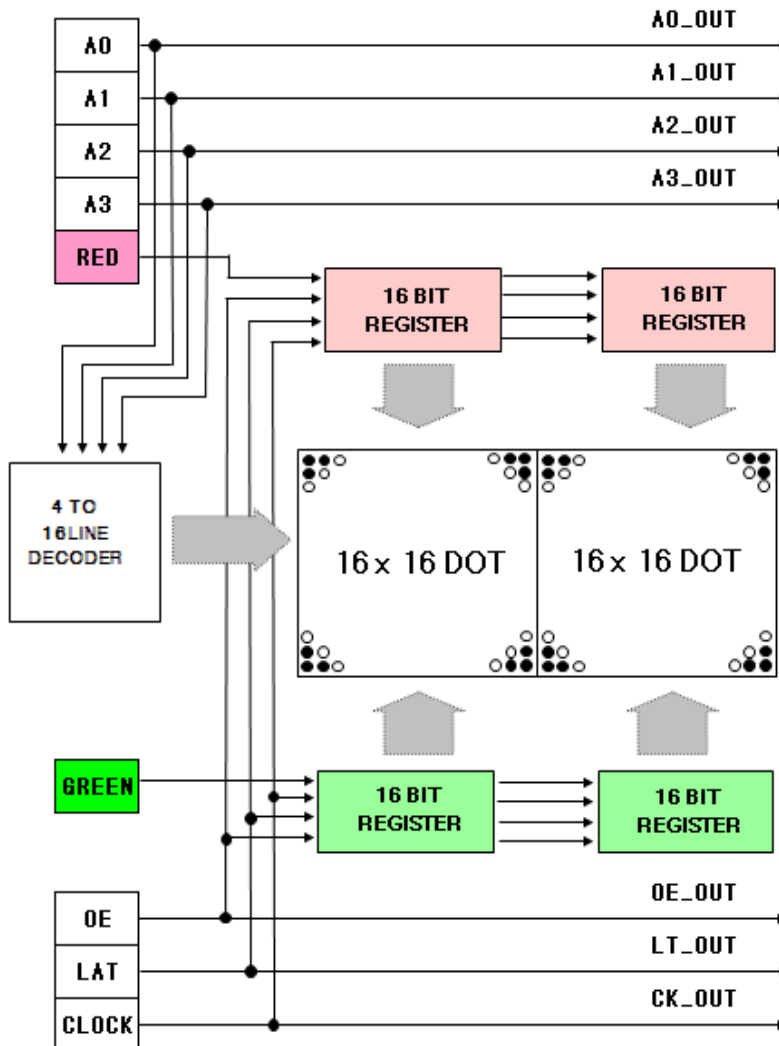 A0
A0_OUT
A1
A1_OUT
A2
A2_OUT
A3
A3_OUT
RED
16 BIT
REGISTER
16 BIT
REGISTER
4 TO
16LINE
DECODER
16 x 16 DOT
16 x 16 DOT
GREEN
16 BIT
REGISTER
16 BIT
REGISTER
OE
OE_OUT
LAT
LT_OUT
CLOCK
CK_OUT